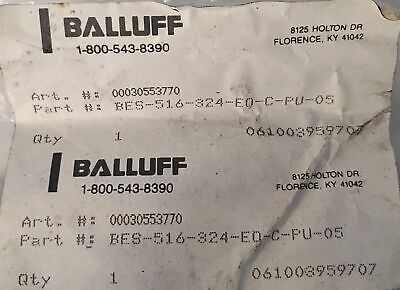 BALLUFF
1-800-543-8390
8125 HOLTON DR.
FLORENCE, KY 41042
Art. #: 00030553770
Part #: BES-516-324-EO-C-PU-05
Qty 1 061003959707
BALLUFF
1-800-543-8390
8125 HOLTON DR.
FLORENCE, KY 41042
Art. #: 00030553770
Part #: BES-516-324-EO-C-PU-05
Qty 1 061003959707